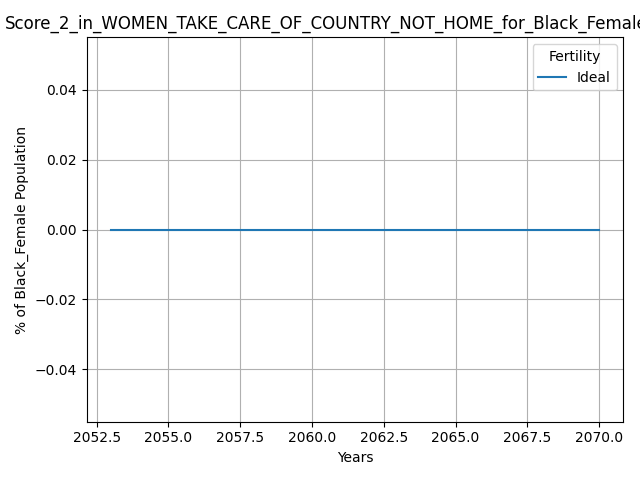 Score_2_in_WOMEN_TAKE_CARE_OF_COUNTRY_NOT_HOME_for_Black_Female
Fertility
Ideal
0.04
0.02
0.00
−0.02
−0.04
% of Black_Female Population
2052.5 2055.0 2057.5 2060.0 2062.5 2065.0 2067.5 2070.0
Years